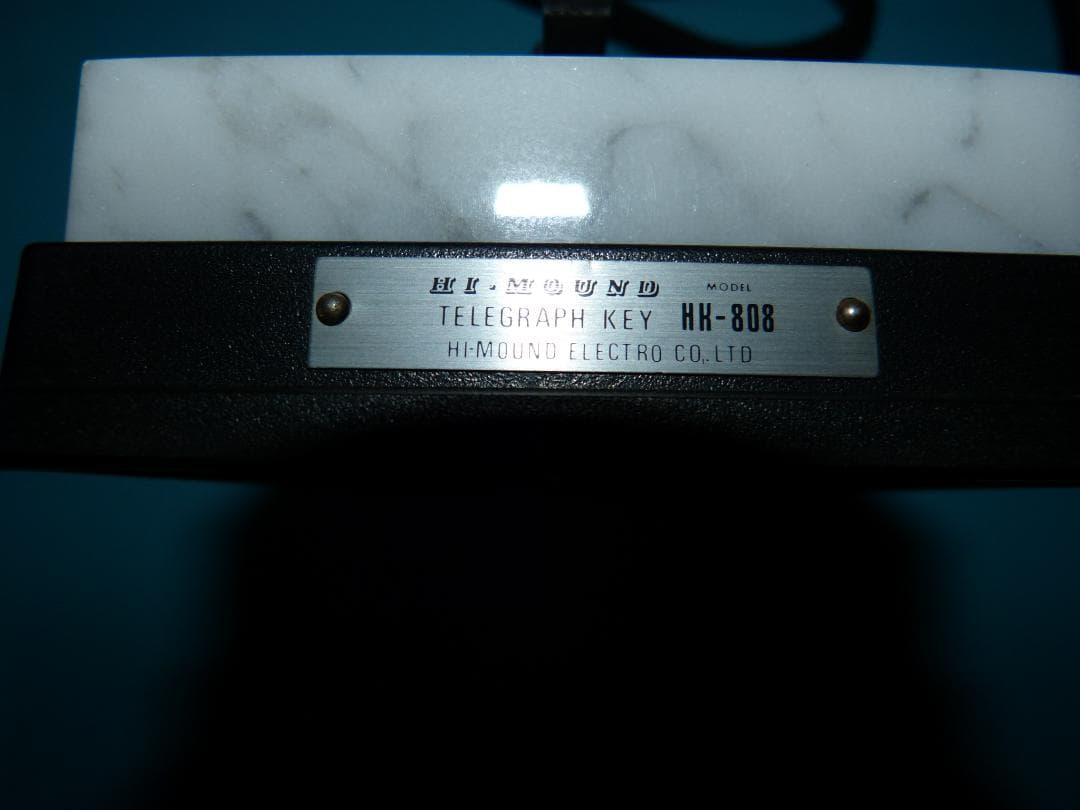 HI-MOUND MODEL
TELEGRAPH KEY HK-808
HI-MOUND ELECTRO CO,.LTD